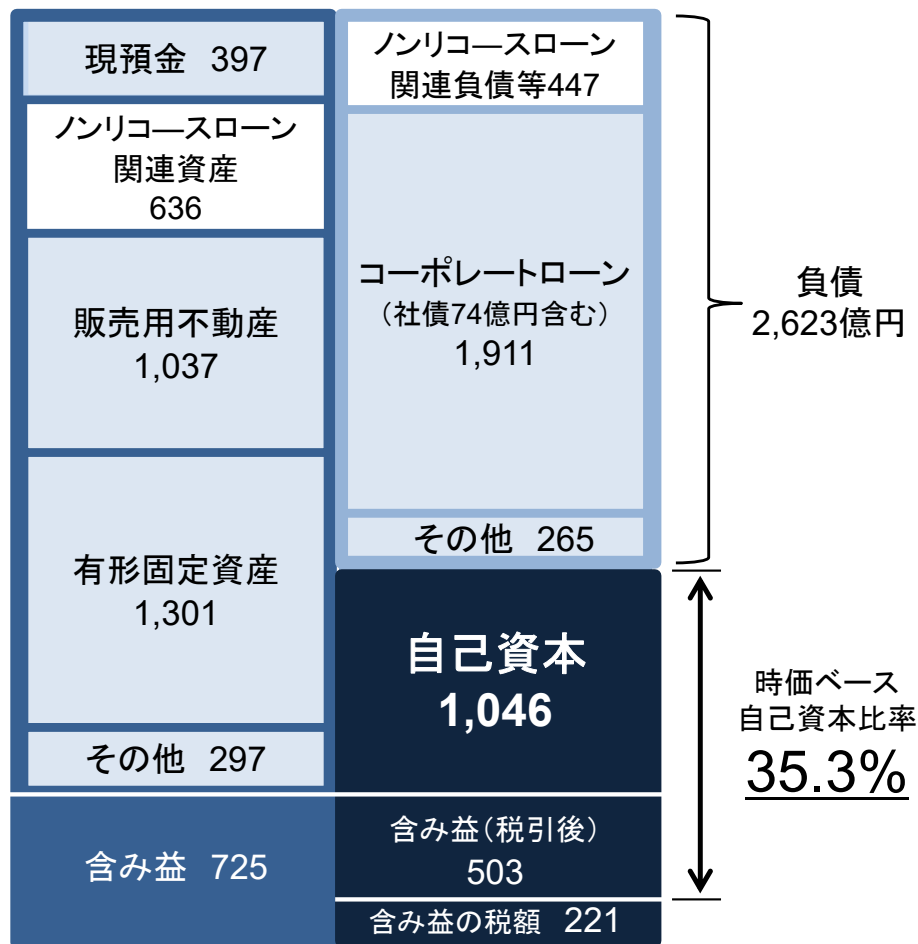 現預金 397
ノンリコ―スローン
関連資産
636
販売用不動産
1,037
有形固定資産
1,301
その他 297
含み益 725
ノンリコ―スローン
関連負債等447
コーポレートローン
（社債74億円含む）
1,911
その他 265
自己資本
1,046
含み益（税引後）
503
含み益の税額 221
負債
2,623億円
時価ベース
自己資本比率
35.3%